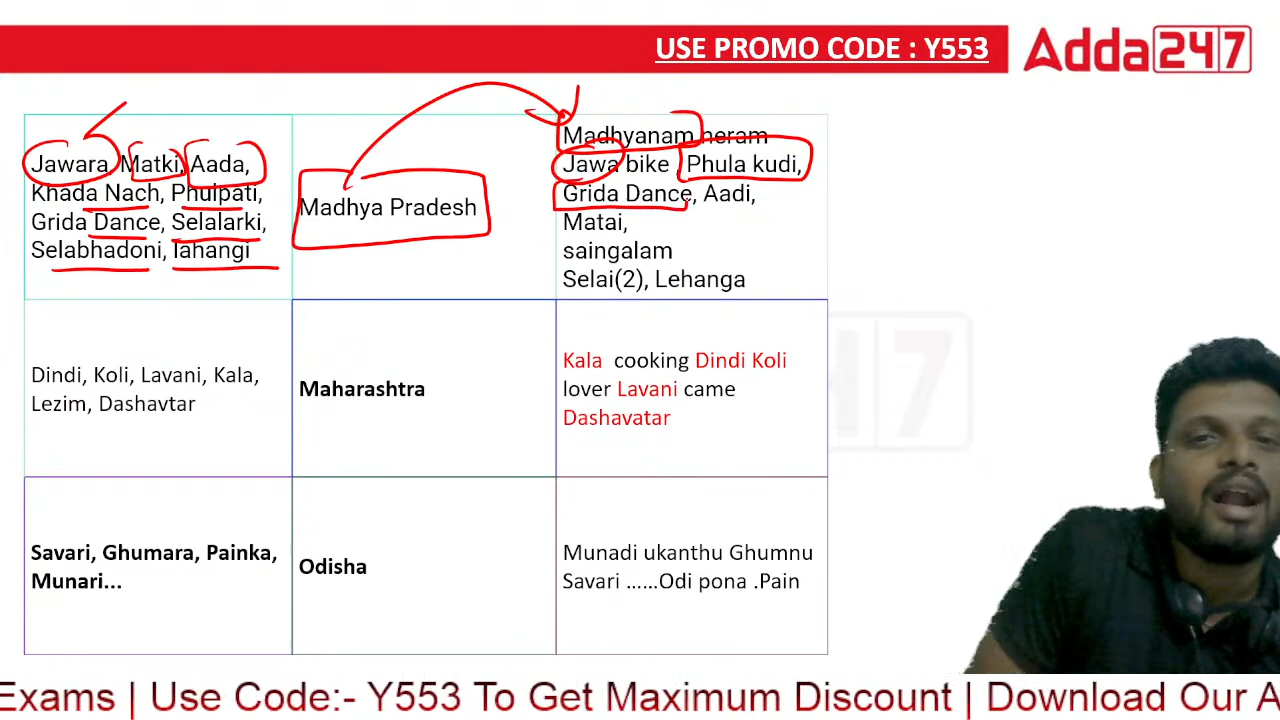 USE PROMO CODE : Y553
Adda247
Jawara, Matki, Aada,
Khada Nach, Phulpati,
Grida Dance, Selalarki,
Selabhadoni, lahangi
Madhya Pradesh
Madhyanam neram
Jawa bike , Phula kudi,
Grida Dance, Aadi,
Matai,
saingalam
Selai(2), Lehanga
Dindi, Koli, Lavani, Kala,
Lezim, Dashavtar
Maharashtra
Kala cooking Dindi Koli
lover Lavani came
Dashavatar
Savari, Ghumara, Painka,
Munari...
Odisha
Munadi ukanthu Ghumnu
Savari ......Odi pona .Pain
Exams | Use Code:- Y553 To Get Maximum Discount | Download Our A